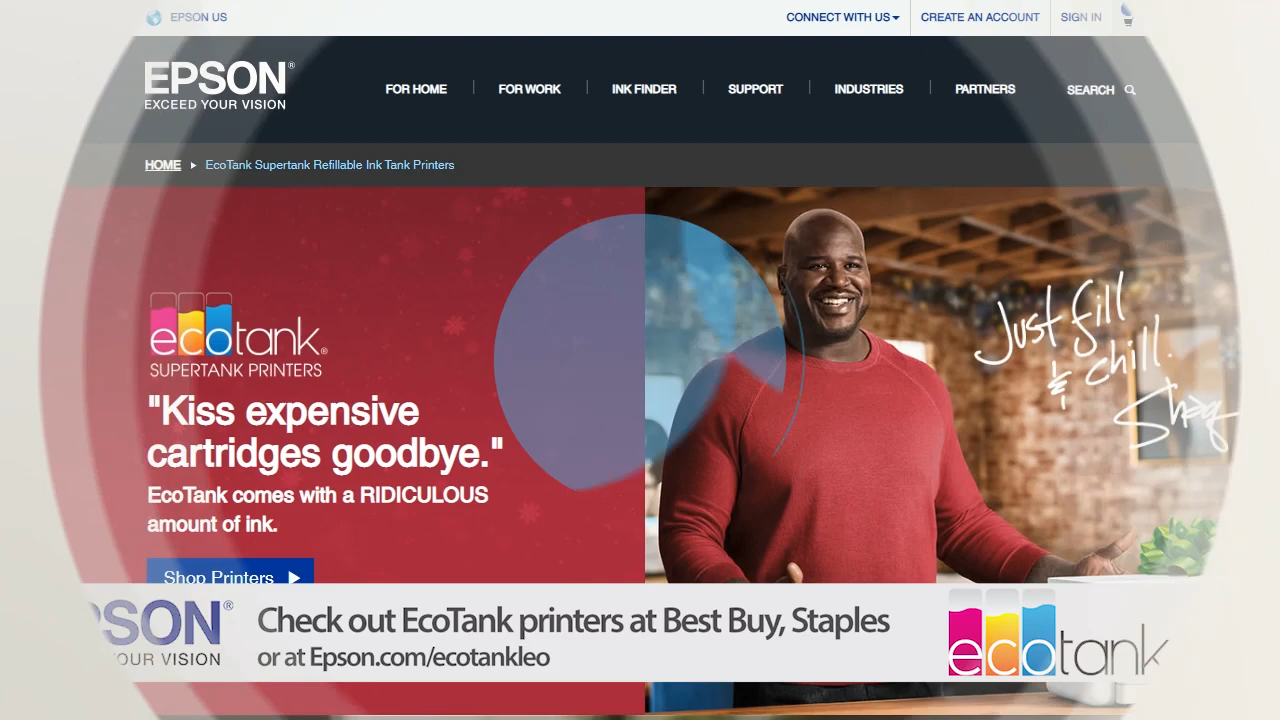 EPSON US
CONNECT WITH US
CREATE AN ACCOUNT
SIGN IN
EPSON®
EXCEED YOUR VISION
FOR HOME
FOR WORK
INK FINDER
SUPPORT
INDUSTRIES
PARTNERS
SEARCH
HOME
EcoTank Supertank Refillable Ink Tank Printers
ecotank®
SUPERTANK PRINTERS
"Kiss expensive
cartridges goodbye."
EcoTank comes with a RIDICULOUS
amount of ink.
Shop Printers
Just fill
& chill.
Shaq
PSON®
YOUR VISION
Check out EcoTank printers at Best Buy, Staples
or at Epson.com/ecotankleo
ecotank